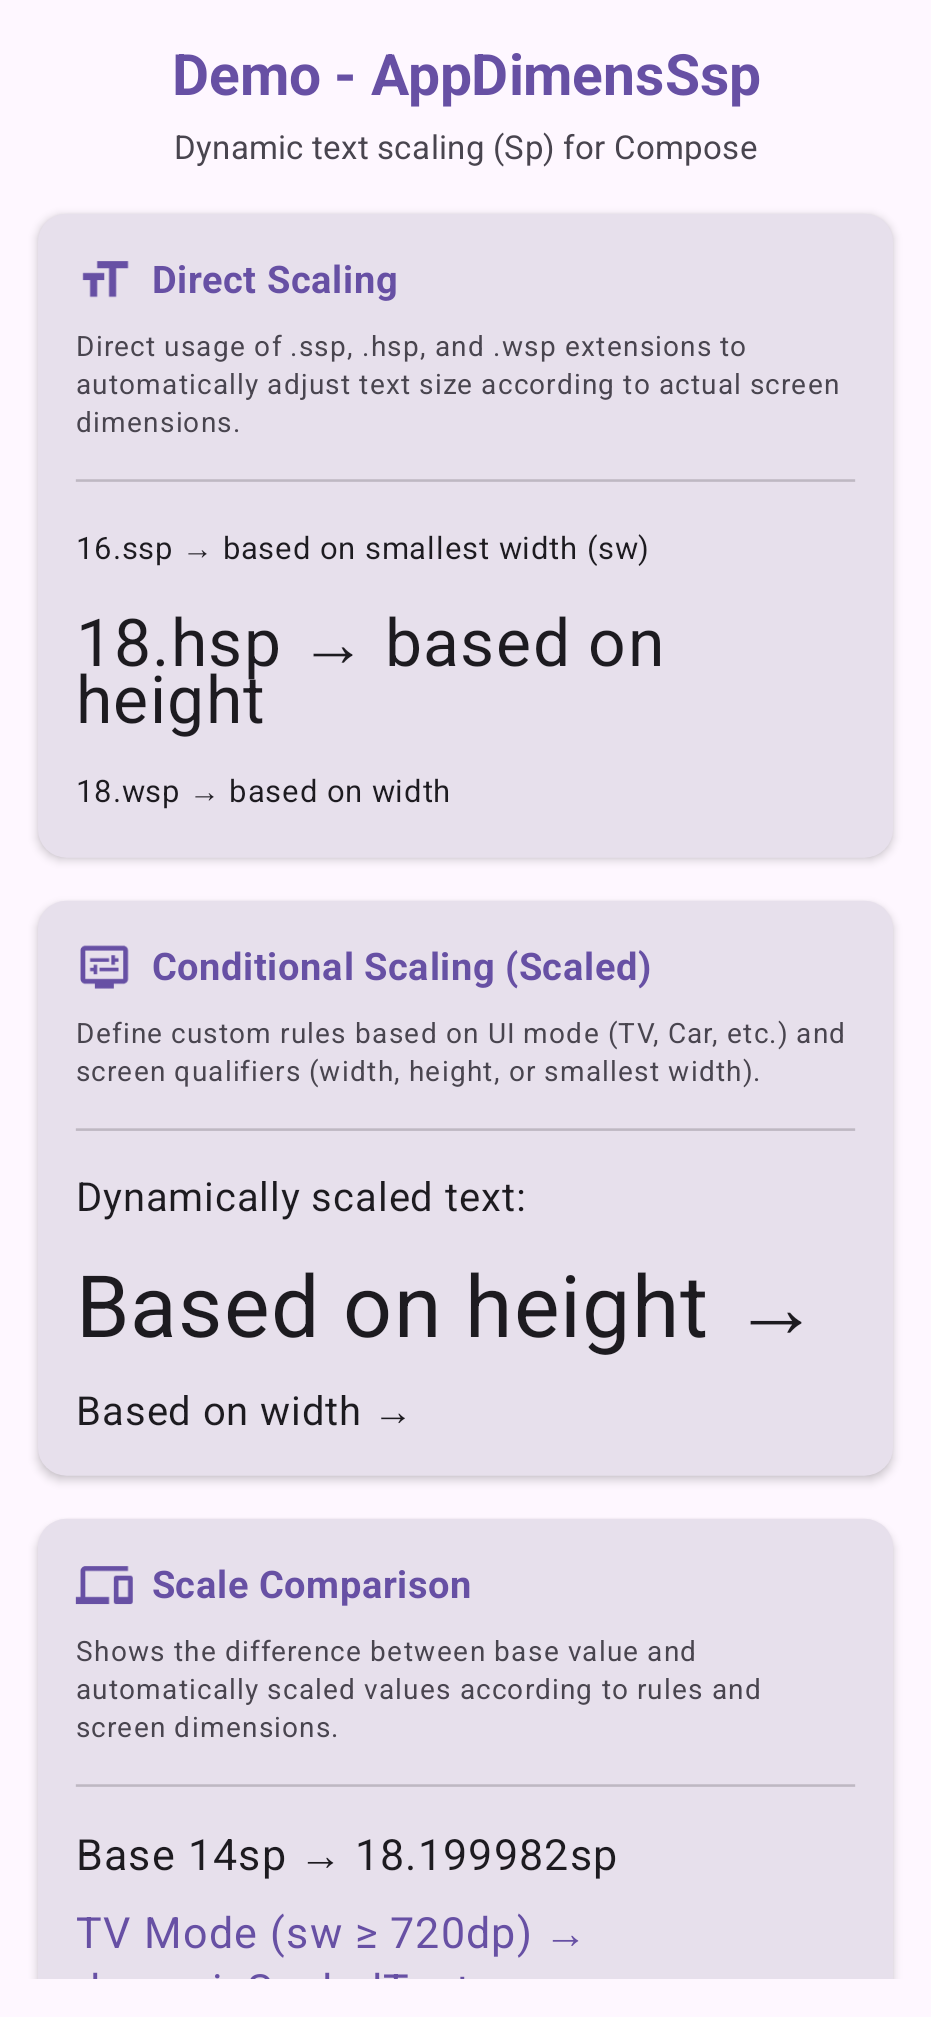 Demo - AppDimensSsp
Dynamic text scaling (Sp) for Compose
Direct Scaling
Direct usage of .ssp, .hsp, and .wsp extensions to
automatically adjust text size according to actual screen
dimensions.
16.ssp → based on smallest width (sw)
18.hsp → based on
height
18.wsp → based on width
Conditional Scaling (Scaled)
Define custom rules based on UI mode (TV, Car, etc.) and
screen qualifiers (width, height, or smallest width).
Dynamically scaled text:
Based on height →
Based on width →
Scale Comparison
Shows the difference between base value and
automatically scaled values according to rules and
screen dimensions.
Base 14sp → 18.199982sp
TV Mode (sw ≥ 720dp) →